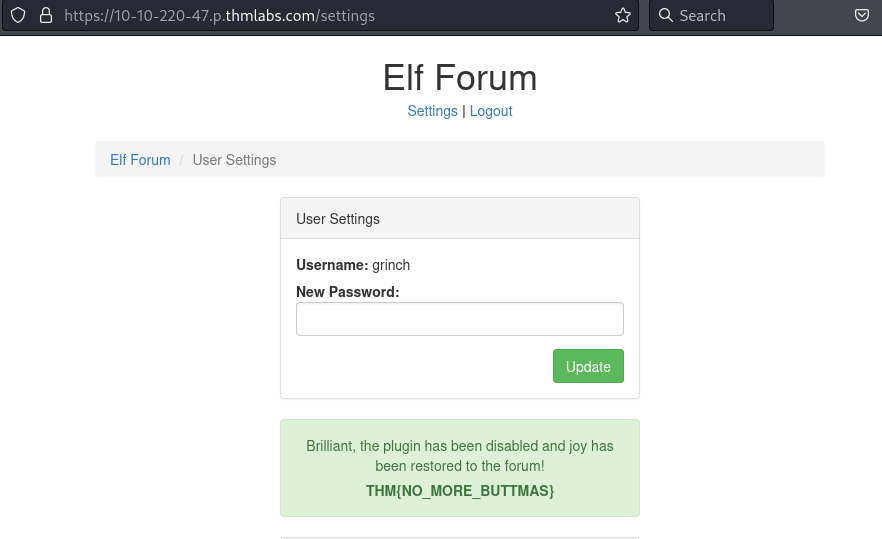 https://10-10-220-47.p.thmlabs.com/settings
Search
Elf Forum
Settings | Logout
Elf Forum / User Settings
User Settings
Username: grinch
New Password:
Update
Brilliant, the plugin has been disabled and joy has
been restored to the forum!
THM{NO_MORE_BUTTMAS}